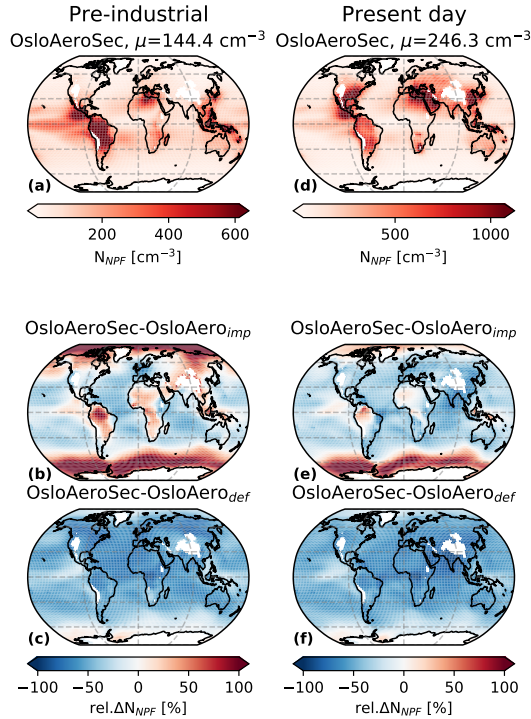 Pre-industrial
Present day
OsloAeroSec, μ=144.4 cm⁻³
OsloAeroSec, μ=246.3 cm⁻³
(a)
(d)
200 400 600
500 1000
N_NPF [cm⁻³]
N_NPF [cm⁻³]
OsloAeroSec-OsloAero_imp
OsloAeroSec-OsloAero_imp
(b)
(e)
OsloAeroSec-OsloAero_def
OsloAeroSec-OsloAero_def
(c)
(f)
−100 −50 0 50 100
−100 −50 0 50 100
rel.ΔN_NPF [%]
rel.ΔN_NPF [%]